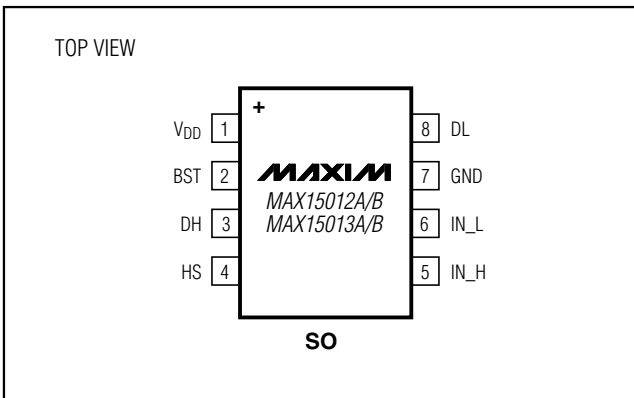 TOP VIEW
+
VDD 1
BST 2
DH 3
HS 4
MAXIM
MAX15012A/B
MAX15013A/B
8 DL
7 GND
6 IN_L
5 IN_H
SO